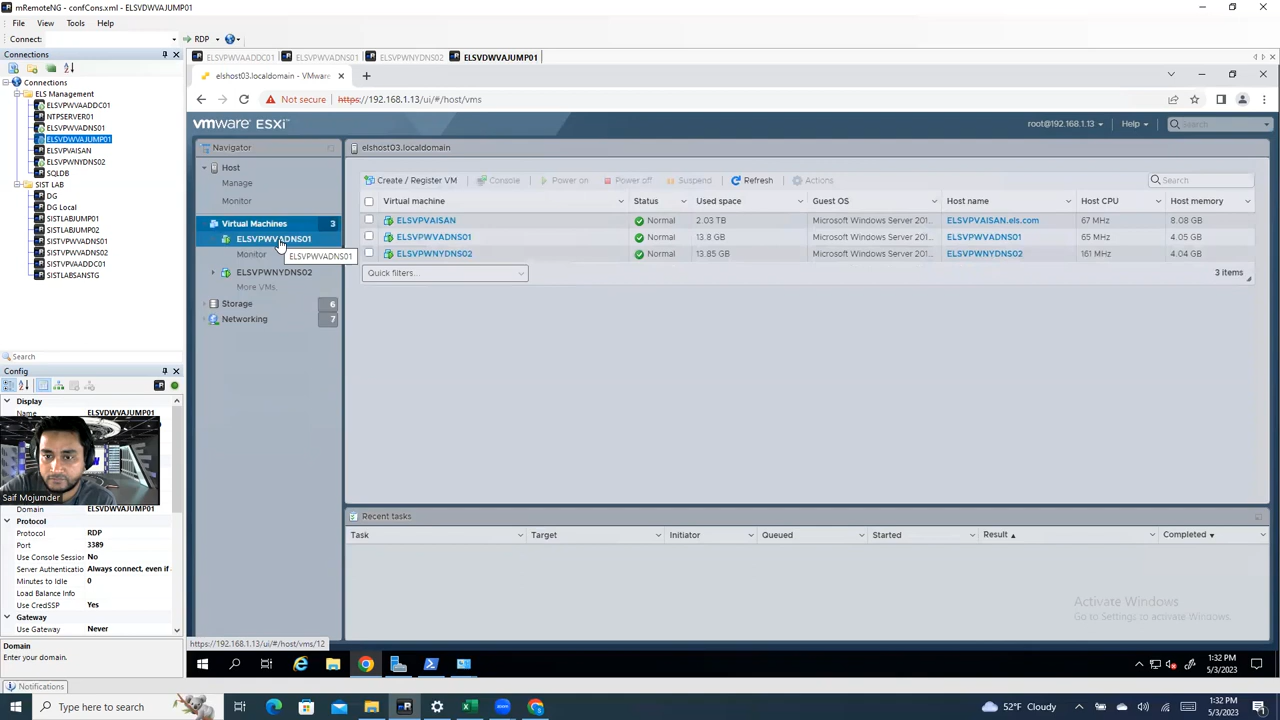 mRemoteNG - confCons.xml - ELSVDWVAJUMP01
File View Tools Help
Connect: RDP
Connections
Connections
ELS Management
ELSVPWVAADDC01
NTPSERVER01
ELSVPWVADNS01
ELSVDWVAJUMP01
ELSVPVAISAN
ELSVPWNYDNS02
SQLDB
SIST LAB
DG
DG Local
SISTLABJUMP01
SISTLABJUMP02
SISTVPWADNS01
SISTVPWADNS02
SISTVPVAADDC01
SISTLABSANSTG
Search
Config
Display
Name ELSVDWVAJUMP01
Saif Mojumder
Domain ELSVDWVAJUMP01
Protocol
Protocol RDP
Port 3389
Use Console Session No
Server Authenticatio Always connect, even if
Minutes to Idle 0
Load Balance Info
Use CredSSP Yes
Gateway
Use Gateway Never
Domain
Enter your domain.
Notifications
ELSVPWVAADDC01 ELSVPWVADNS01 ELSVPWNYDNS02 ELSVDWVAJUMP01
elshost03.localdomain - VMware
Not secure https://192.168.1.13/ui/#/host/vms
vmware ESXi root@192.168.1.13 Help Search
Navigator
Host
Manage
Monitor
Virtual Machines 3
ELSVPWVADNS01
Monitor
ELSVPWVADNS01
ELSVPWNYDNS02
More VMs.
Storage 6
Networking 7
elshost03.localdomain
Create / Register VM Console Power on Power off Suspend Refresh Actions Search
Virtual machine Status Used space Guest OS Host name Host CPU Host memory
ELSVPVAISAN Normal 2.03 TB Microsoft Windows Server 201... ELSVPVAISAN.els.com 67 MHz 8.08 GB
ELSVPWVADNS01 Normal 13.8 GB Microsoft Windows Server 201... ELSVPWVADNS01 65 MHz 4.05 GB
ELSVPWNYDNS02 Normal 13.85 GB Microsoft Windows Server 201... ELSVPWNYDNS02 161 MHz 4.04 GB
Quick filters... 3 items
Recent tasks
Task Target Initiator Queued Started Result Completed
Activate Windows
Go to Settings to activate Windows.
https://192.168.1.13/ui/#/host/vms/12
1:32 PM
5/3/2023
Type here to search
52°F Cloudy
1:32 PM
5/3/2023